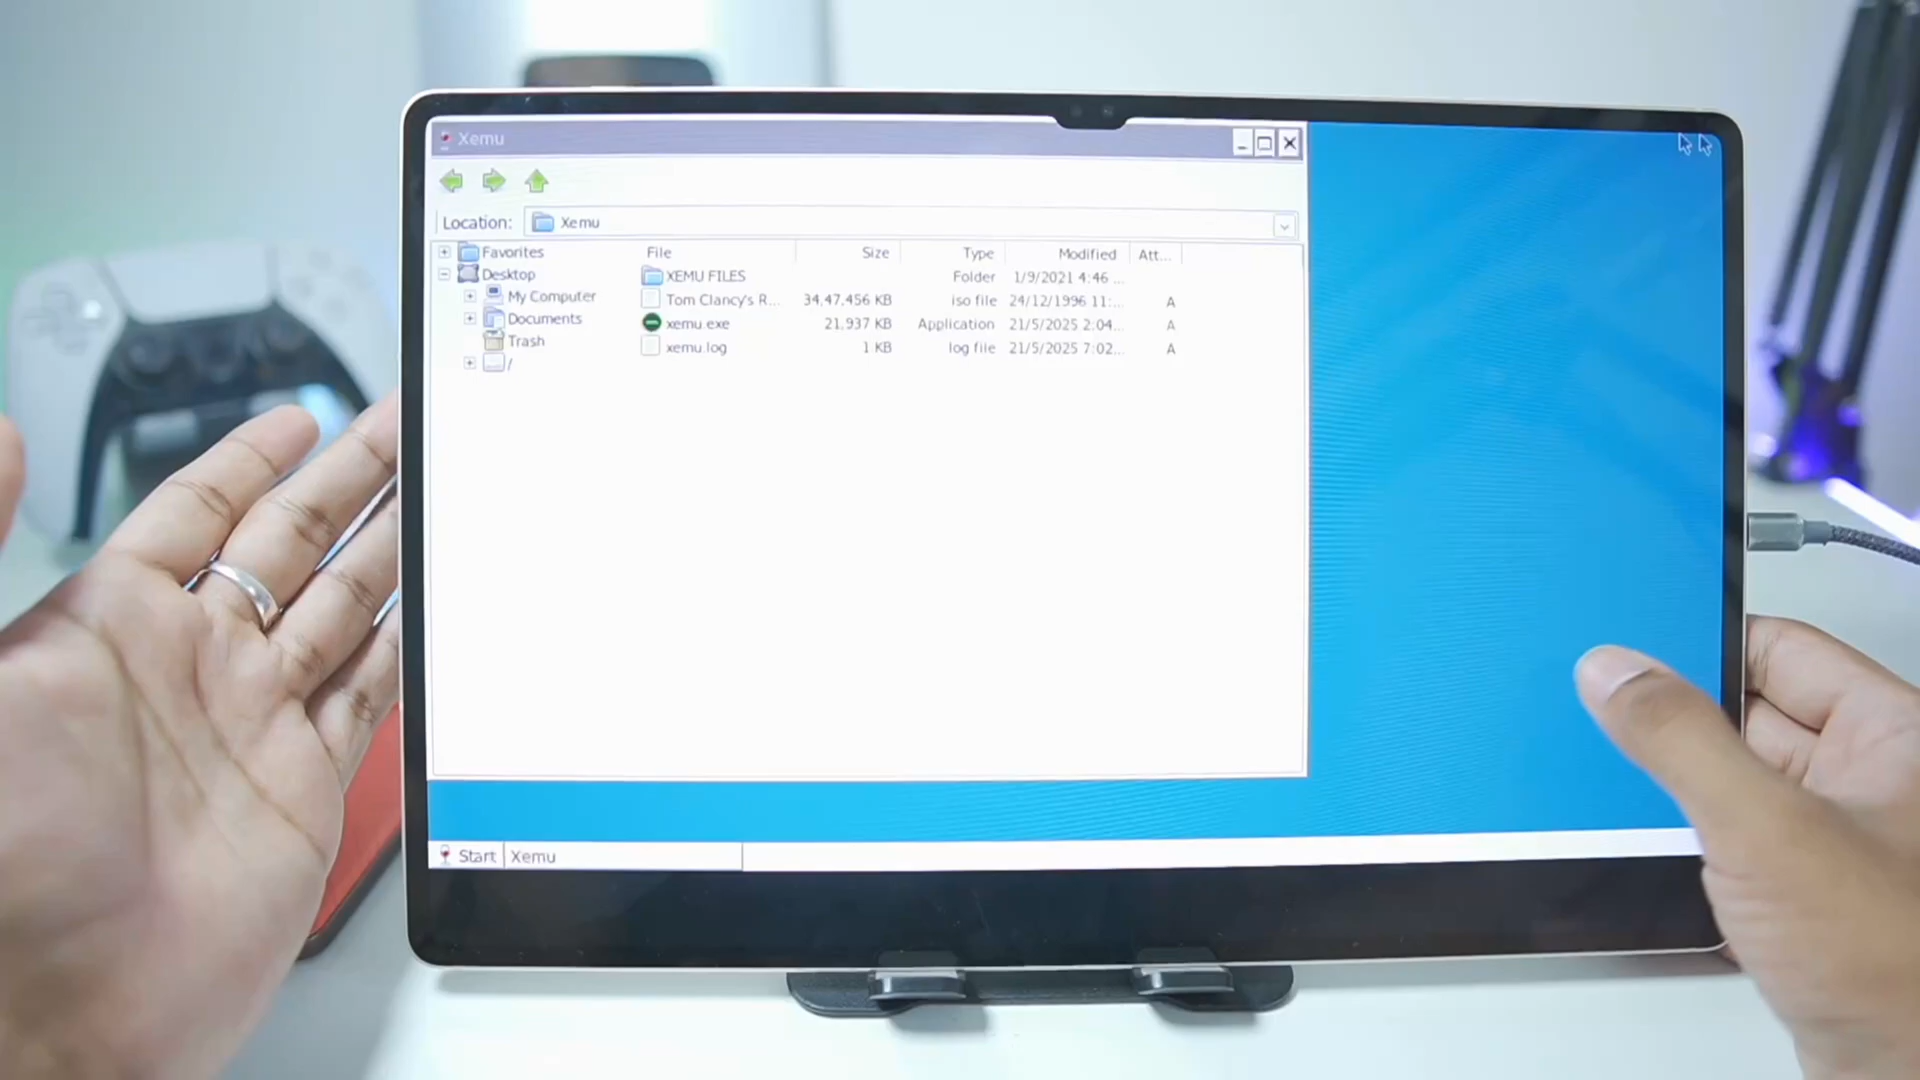 Xemu
Location: Xemu
Favorites
Desktop
My Computer
Documents
Trash
/
File Size Type Modified Att...
XEMU FILES Folder 1/9/2021 4:46 ...
Tom Clancy's R... 34,47,456 KB iso file 24/12/1996 11:... A
xemu.exe 21,937 KB Application 21/5/2025 2:04... A
xemu.log 1 KB log file 21/5/2025 7:02... A
Start Xemu